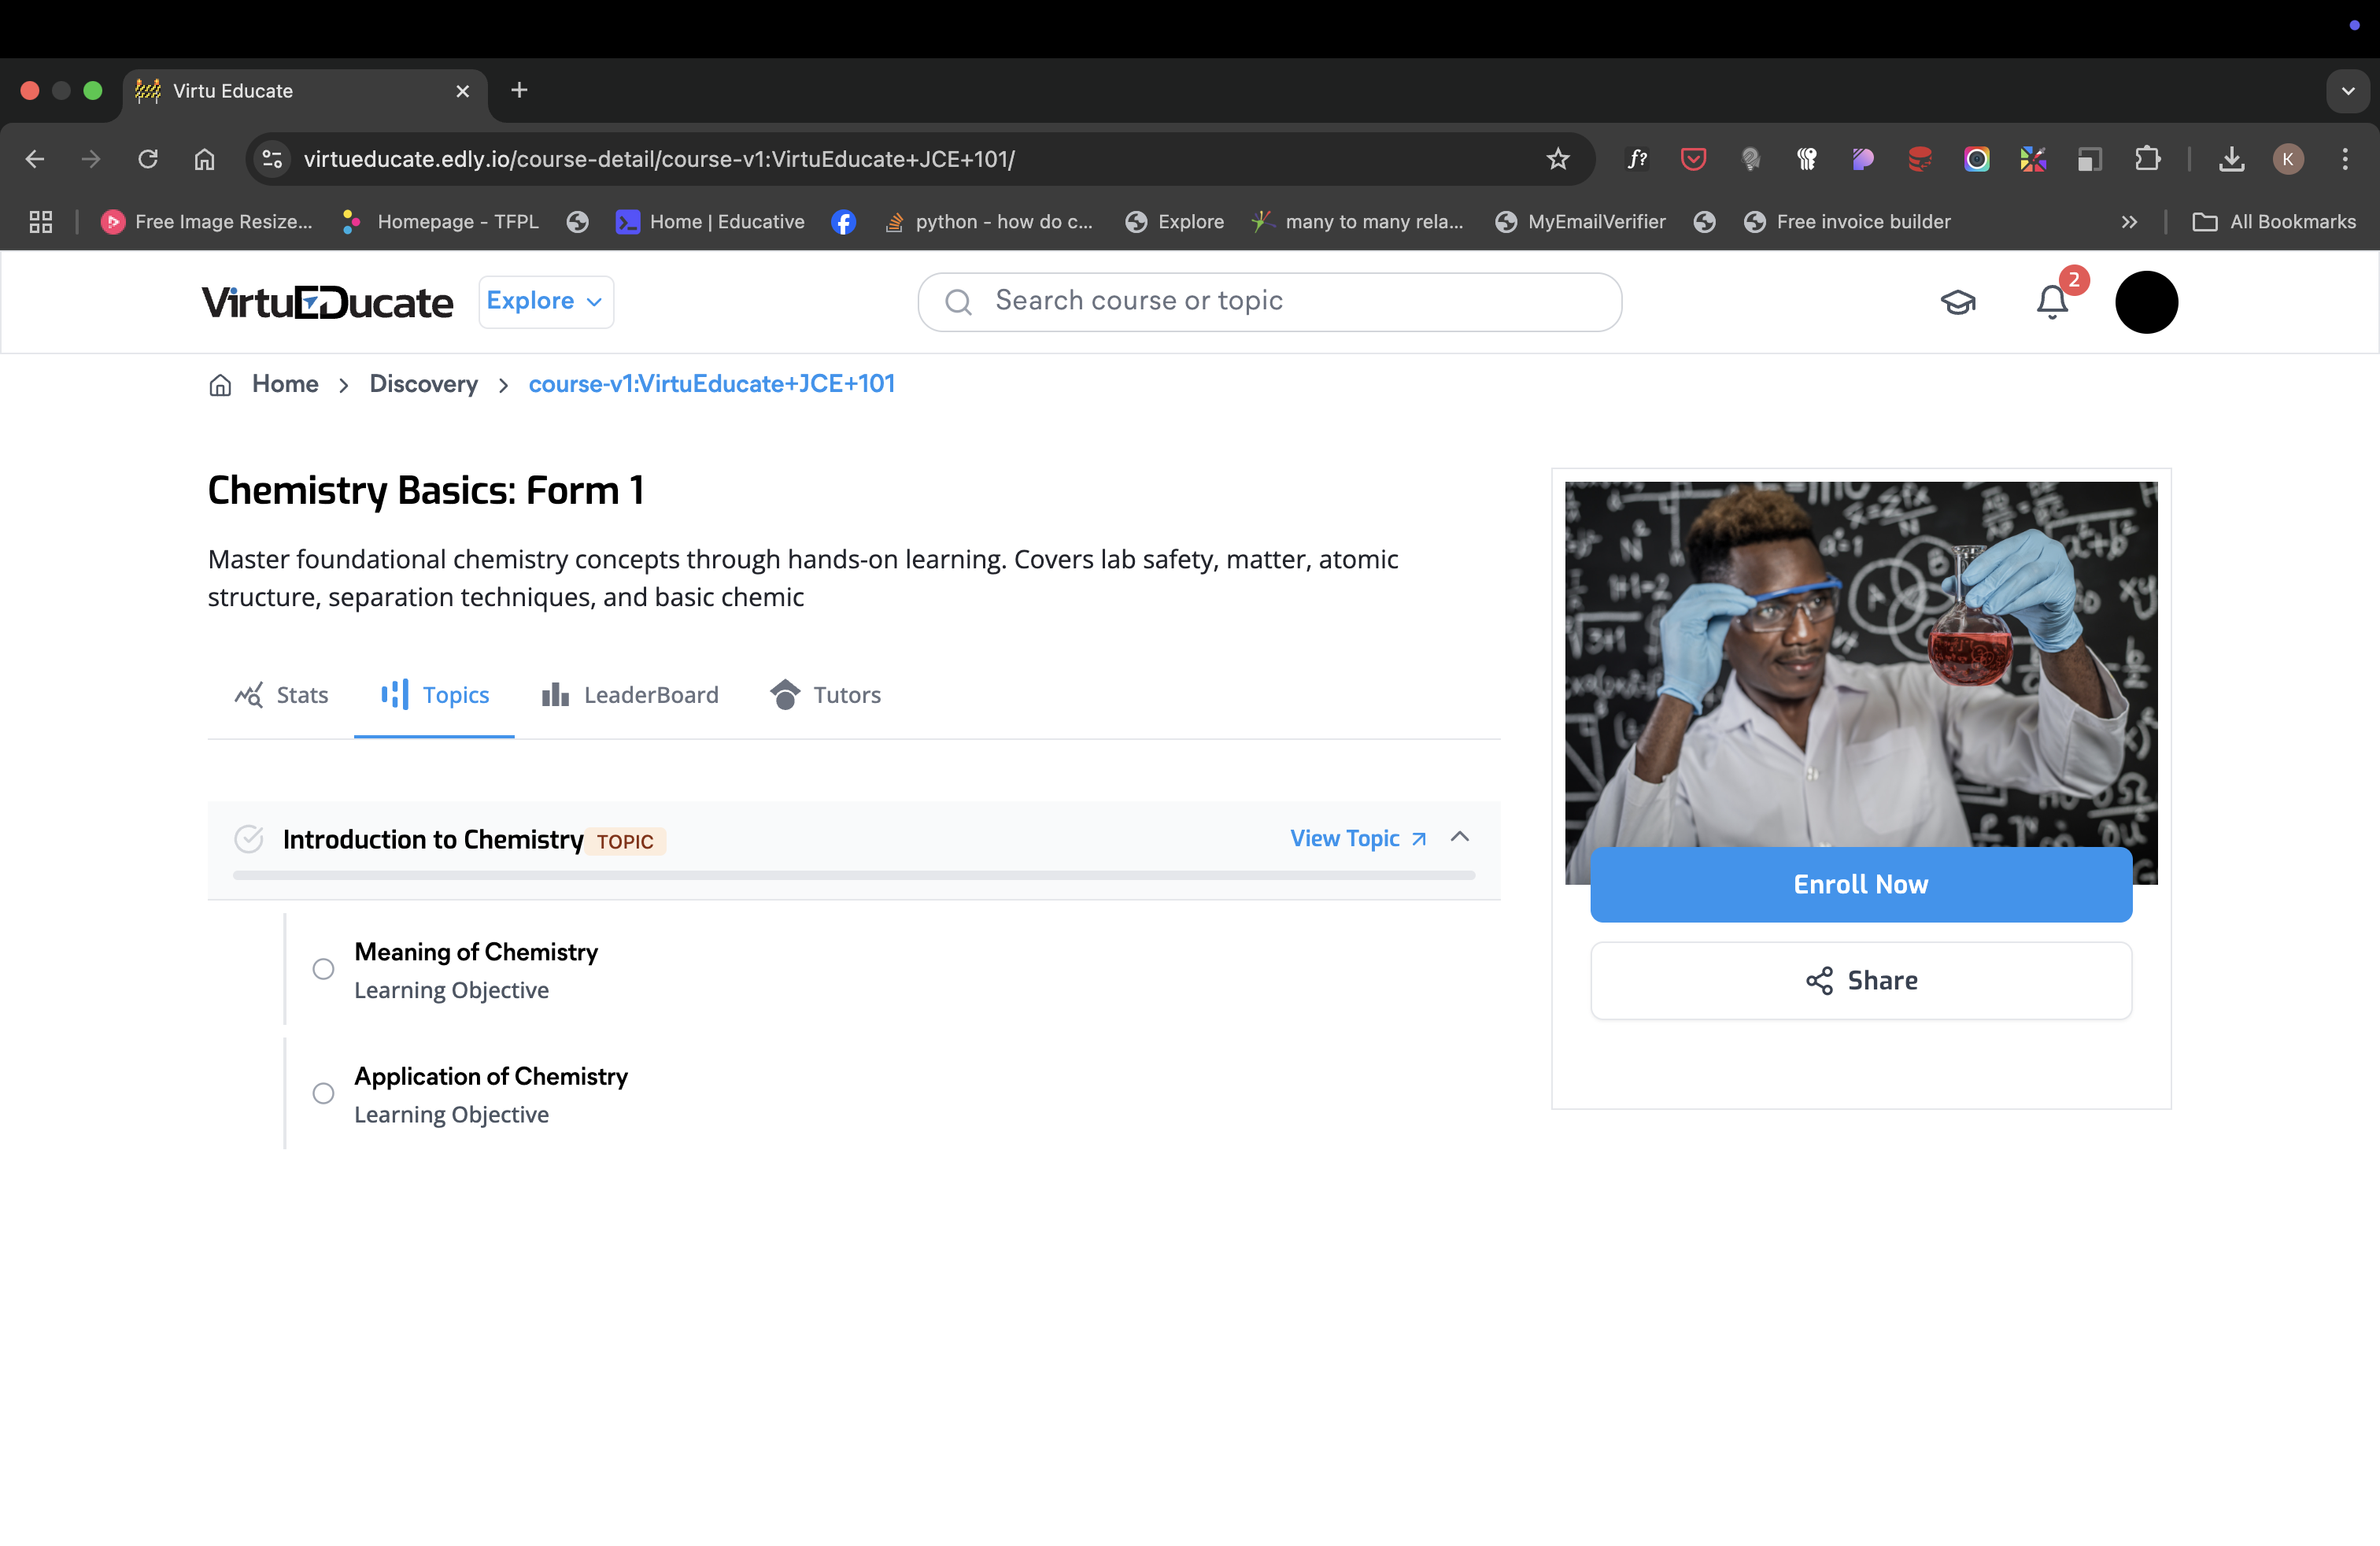 Virtu Educate
virtueducate.edly.io/course-detail/course-v1:VirtuEducate+JCE+101/
K
Free Image Resize...
Homepage - TFPL
Home | Educative
python - how do c...
Explore
many to many rela...
MyEmailVerifier
Free invoice builder
All Bookmarks
VirtuEDucate
Explore
Search course or topic
2
Home
Discovery
course-v1:VirtuEducate+JCE+101
Chemistry Basics: Form 1
Master foundational chemistry concepts through hands-on learning. Covers lab safety, matter, atomic
structure, separation techniques, and basic chemic
Stats
Topics
LeaderBoard
Tutors
Introduction to Chemistry
TOPIC
View Topic
Meaning of Chemistry
Learning Objective
Application of Chemistry
Learning Objective
Enroll Now
Share